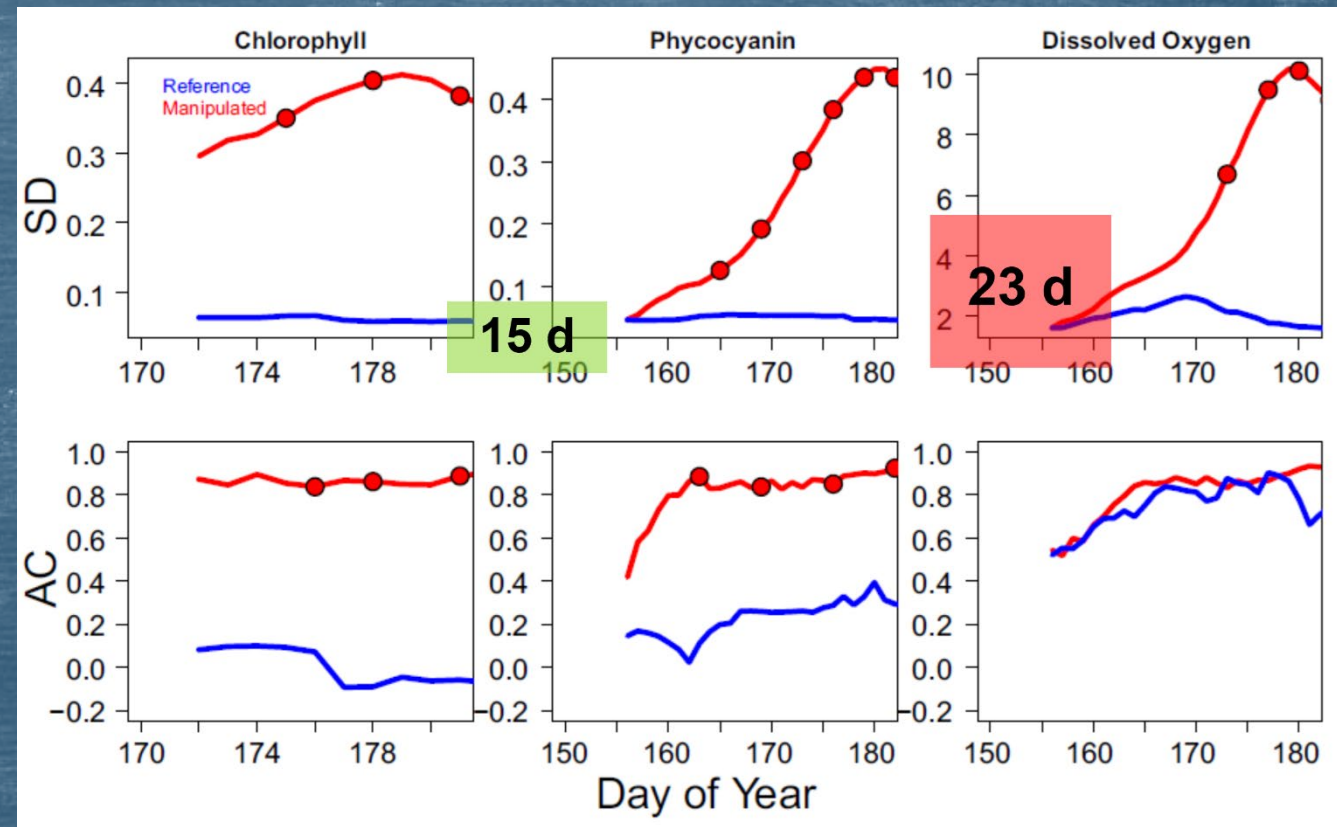 Chlorophyll Phycocyanin Dissolved Oxygen
SD
Reference
Manipulated
0.4
0.3
0.2
0.1
170 174 178
0.4
0.3
0.2
0.1
15 d
150 160 170 180
10
8
6
4
2
23 d
150 160 170 180
AC
1.0
0.8
0.6
0.4
0.2
0.0
−0.2
170 174 178
1.0
0.8
0.6
0.4
0.2
0.0
−0.2
150 160 170 180
1.0
0.8
0.6
0.4
0.2
0.0
−0.2
150 160 170 180
Day of Year